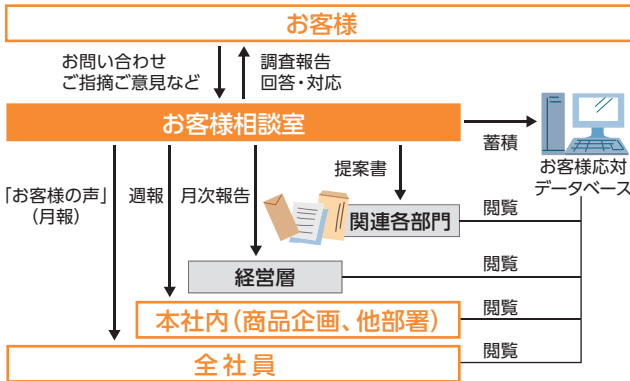 お客様
お問い合わせ
ご指摘ご意見など
調査報告
回答・対応
お客様相談室
蓄積
お客様応対
データベース
「お客様の声」
(月報)
週報
月次報告
提案書
関連各部門
閲覧
経営層
閲覧
本社内(商品企画、他部署)
閲覧
全社員
閲覧